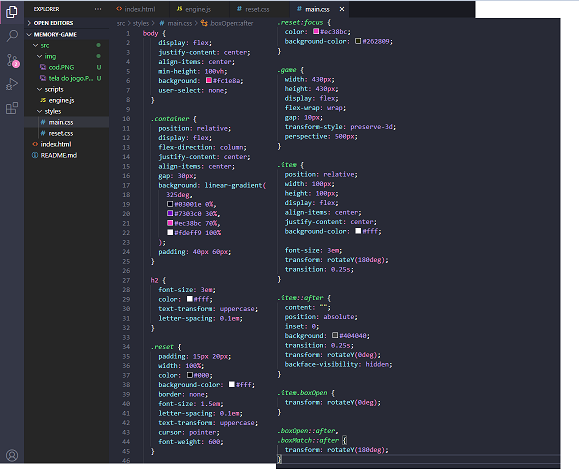 EXPLORER
index.html
engine.js
reset.css
main.css
OPEN EDITORS
src > styles > main.css > boxOpen:after
MEMORY-GAME
src
img
cod.PNG U
tela do jogo.P... U
scripts
JS engine.js
styles
main.css
reset.css
index.html
README.md
1 body {
2 display: flex;
3 justify-content: center;
4 align-items: center;
5 min-height: 100vh;
6 background: #fc1e8a;
7 user-select: none;
8 }
9
10 .container {
11 position: relative;
12 display: flex;
13 flex-direction: column;
14 justify-content: center;
15 align-items: center;
16 gap: 30px;
17 background: linear-gradient(
18 325deg,
19 #03001e 0%,
20 #7303c0 30%,
21 #ec38bc 70%,
22 #fdeff9 100%
23 );
24 padding: 40px 60px;
25 }
26
27 h2 {
28 font-size: 3em;
29 color: #fff;
30 text-transform: uppercase;
31 letter-spacing: 0.1em;
32 }
33
34 .reset {
35 padding: 15px 20px;
36 width: 100%;
37 color: #000;
38 background-color: #fff;
39 border: none;
40 font-size: 1.5em;
41 letter-spacing: 0.1em;
42 text-transform: uppercase;
43 cursor: pointer;
44 font-weight: 600;
45 }
46
.reset:focus {
color: #ec38bc;
background-color: #262809;
}
.game {
width: 430px;
height: 430px;
display: flex;
flex-wrap: wrap;
gap: 10px;
transform-style: preserve-3d;
perspective: 500px;
}
.item {
position: relative;
width: 100px;
height: 100px;
display: flex;
align-items: center;
justify-content: center;
background-color: #fff;
font-size: 3em;
transform: rotateY(180deg);
transition: 0.25s;
}
.item::after {
content: "";
position: absolute;
inset: 0;
background: #404040;
transition: 0.25s;
transform: rotateY(0deg);
backface-visibility: hidden;
}
.item.boxOpen {
transform: rotateY(0deg);
}
.boxOpen::after,
.boxMatch::after {
transform: rotateY(180deg);
}